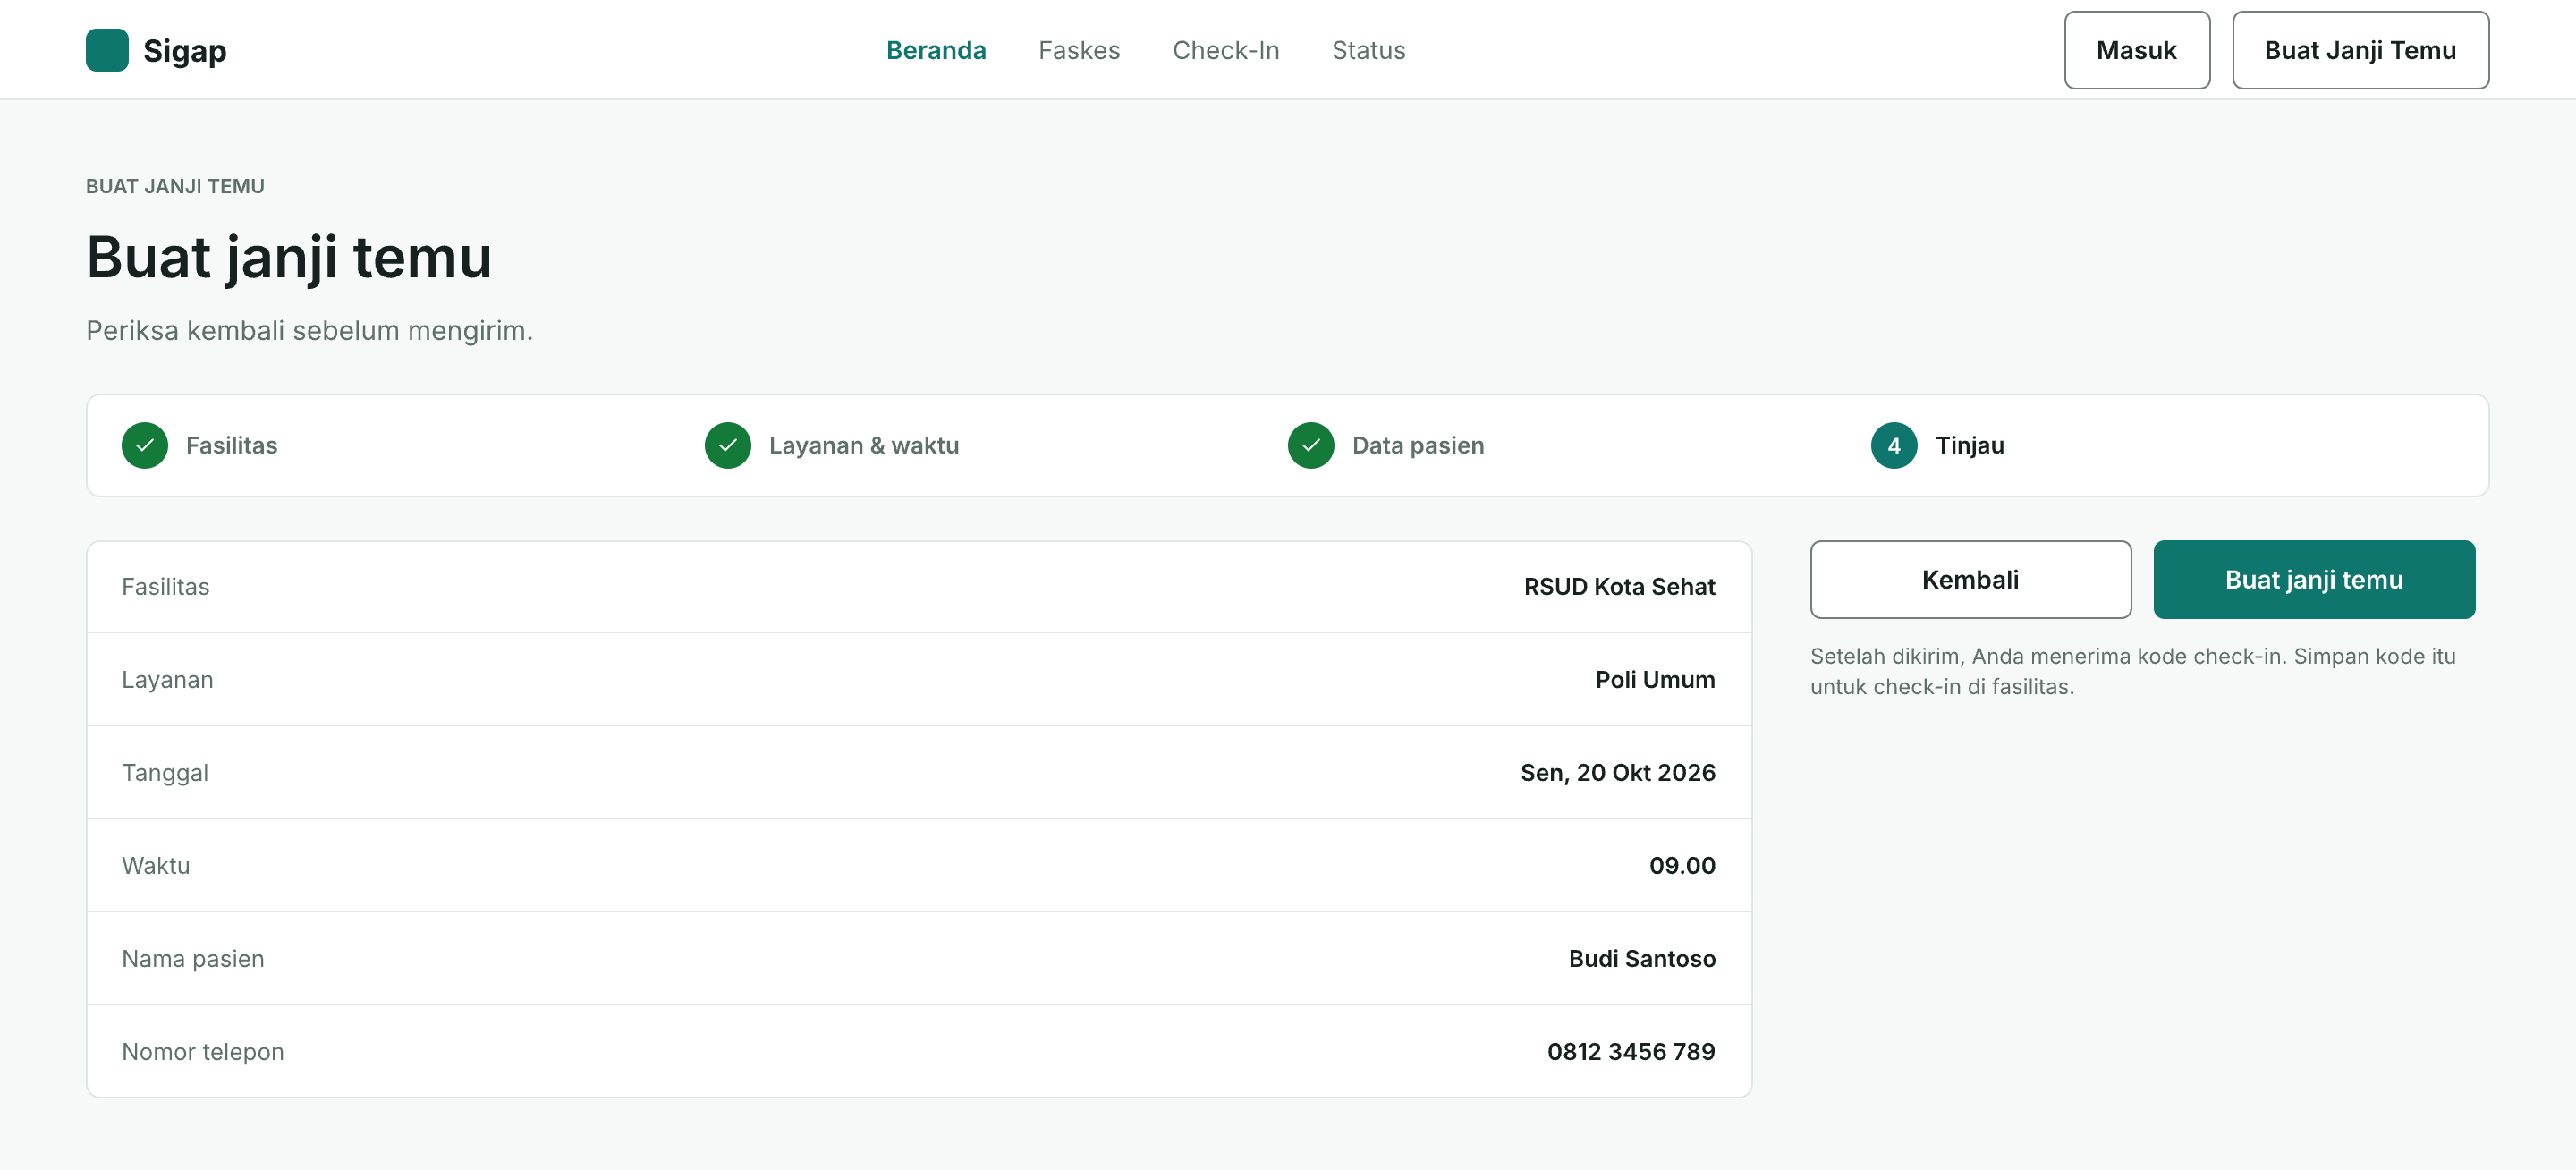 Sigap
Beranda
Faskes
Check-In
Status
Masuk
Buat Janji Temu
BUAT JANJI TEMU
Buat janji temu
Periksa kembali sebelum mengirim.
Fasilitas
Layanan & waktu
Data pasien
4 Tinjau
Fasilitas RSUD Kota Sehat
Layanan Poli Umum
Tanggal Sen, 20 Okt 2026
Waktu 09.00
Nama pasien Budi Santoso
Nomor telepon 0812 3456 789
Kembali
Buat janji temu
Setelah dikirim, Anda menerima kode check-in. Simpan kode itu
untuk check-in di fasilitas.